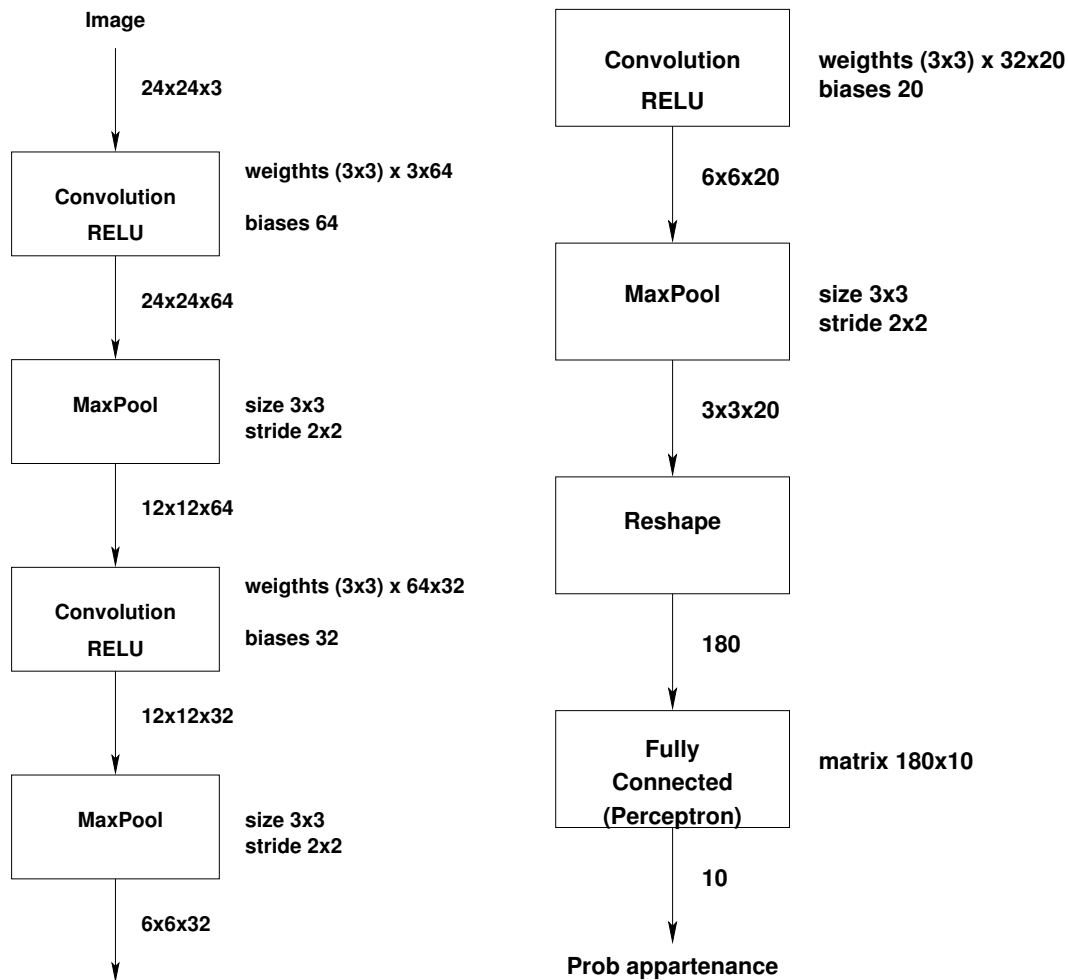 Image
24x24x3
weigthts (3x3) x 3x64
Convolution
RELU
biases 64
24x24x64
MaxPool
size 3x3
stride 2x2
12x12x64
weigthts (3x3) x 64x32
Convolution
RELU
biases 32
12x12x32
MaxPool
size 3x3
stride 2x2
6x6x32
Convolution
RELU
weigthts (3x3) x 32x20
biases 20
6x6x20
MaxPool
size 3x3
stride 2x2
3x3x20
Reshape
180
Fully
Connected
(Perceptron)
matrix 180x10
10
Prob appartenance